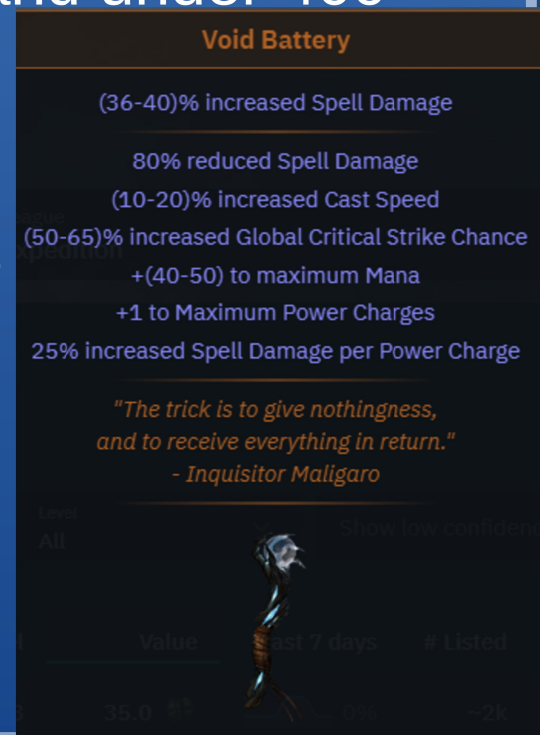 and under 400
Void Battery
(36-40)% increased Spell Damage
80% reduced Spell Damage
(10-20)% increased Cast Speed
(50-65)% increased Global Critical Strike Chance
+(40-50) to maximum Mana
+1 to Maximum Power Charges
25% increased Spell Damage per Power Charge
"The trick is to give nothingness,
and to receive everything in return."
- Inquisitor Maligaro
Level
All
Show low confiden
Value
ast 7 days
# Listed
35.0
0%
~2k